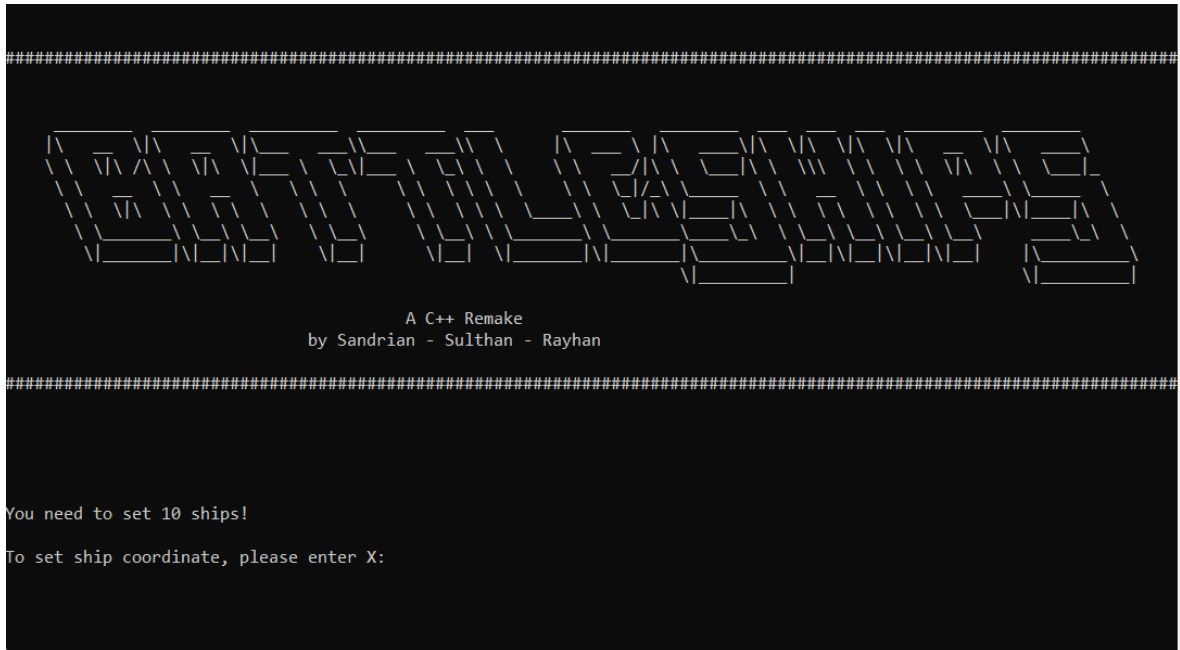 BATTLESHIPS
A C++ Remake
by Sandrian - Sulthan - Rayhan
You need to set 10 ships!
To set ship coordinate, please enter X: